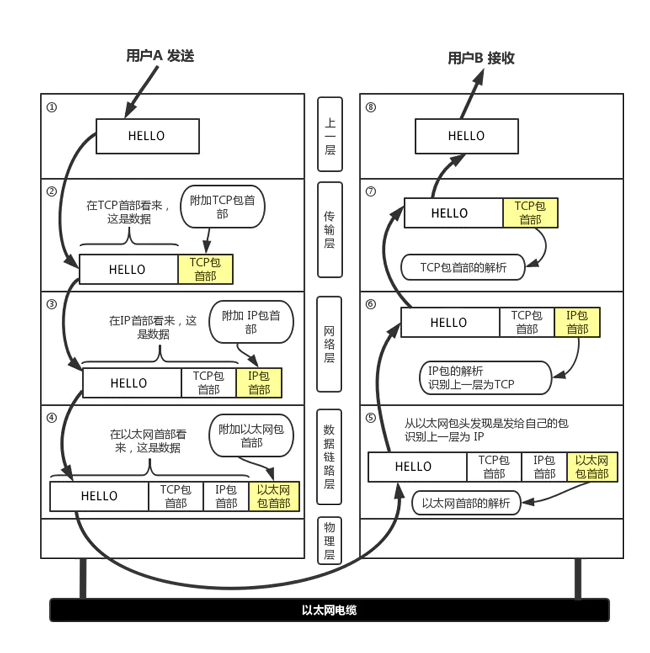 用户A 发送
用户B 接收
①
HELLO
②
在TCP首部看来，
这是数据
附加TCP包首
部
HELLO
TCP包
首部
③
在IP首部看来，这
是数据
附加 IP包首
部
HELLO
TCP包
首部
IP包
首部
④
在以太网首部看
来，这是数据
附加以太网包
首部
HELLO
TCP包
首部
IP包
首部
以太网
包首部
上
一
层
传
输
层
网
络
层
数
据
链
路
层
物
理
层
⑧
HELLO
⑦
HELLO
TCP包
首部
TCP包首部的解析
⑥
HELLO
TCP包
首部
IP包
首部
IP包的解析
识别上一层为TCP
⑤
从以太网包头发现是发给自己的包
识别上一层为 IP
HELLO
TCP包
首部
IP包
首部
以太网
包首部
以太网首部的解析
以太网电缆